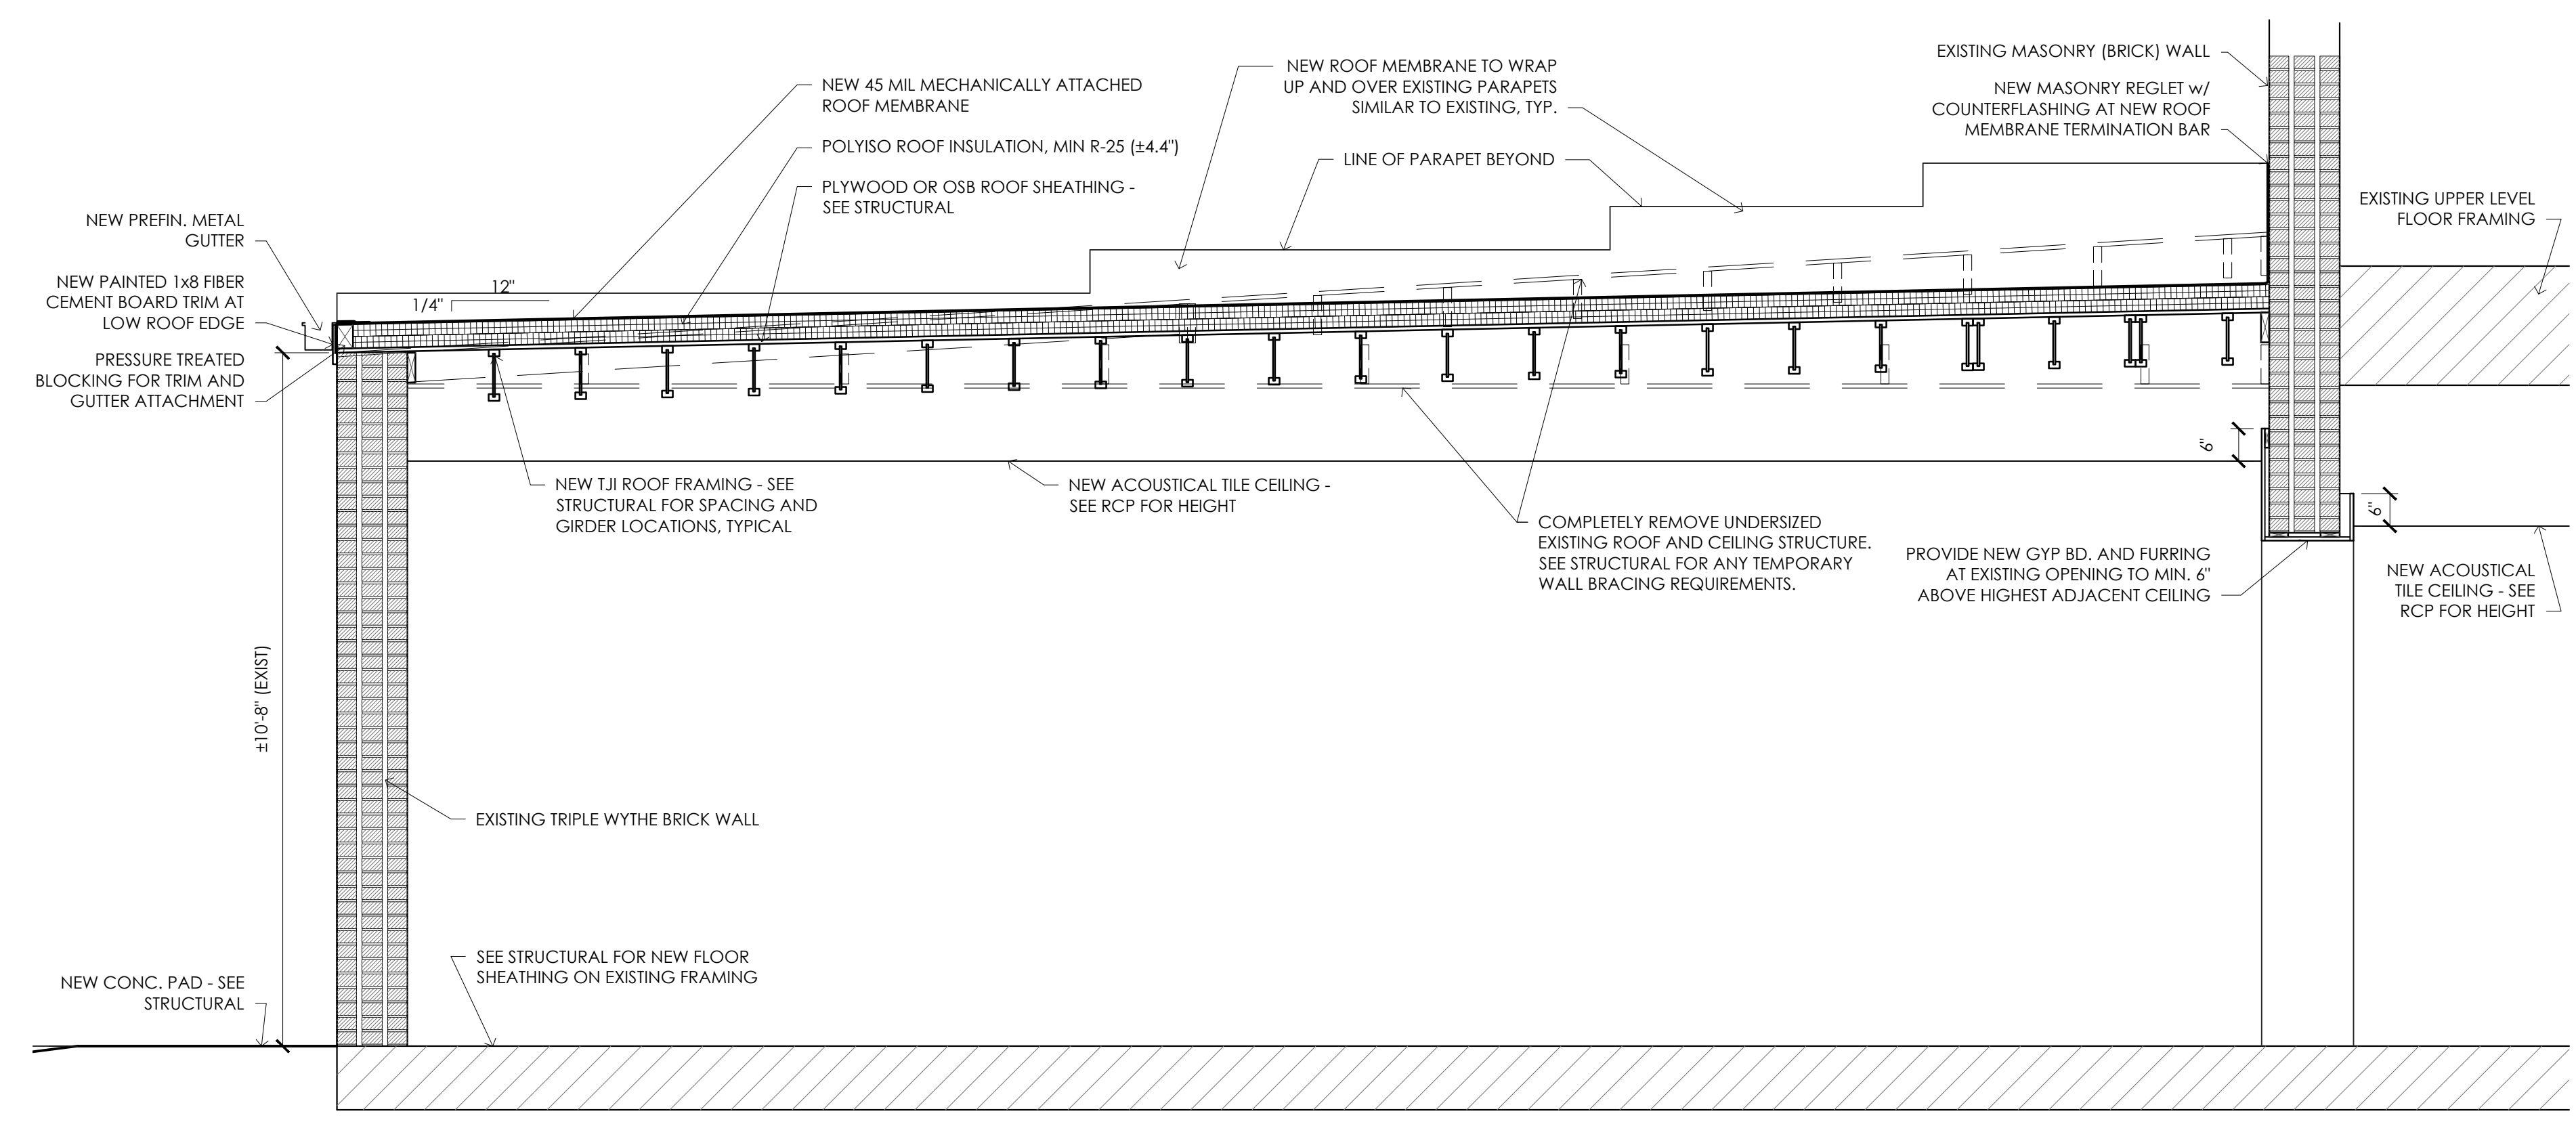 NEW 45 MIL MECHANICALLY ATTACHED
ROOF MEMBRANE
POLYISO ROOF INSULATION, MIN R-25 (±4.4")
PLYWOOD OR OSB ROOF SHEATHING -
SEE STRUCTURAL
NEW ROOF MEMBRANE TO WRAP
UP AND OVER EXISTING PARAPETS
SIMILAR TO EXISTING, TYP.
LINE OF PARAPET BEYOND
EXISTING MASONRY (BRICK) WALL
NEW MASONRY REGLET w/
COUNTERFLASHING AT NEW ROOF
MEMBRANE TERMINATION BAR
EXISTING UPPER LEVEL
FLOOR FRAMING
NEW PREFIN. METAL
GUTTER
NEW PAINTED 1x8 FIBER
CEMENT BOARD TRIM AT
LOW ROOF EDGE
PRESSURE TREATED
BLOCKING FOR TRIM AND
GUTTER ATTACHMENT
12"
1/4"
6"
6"
NEW TJI ROOF FRAMING - SEE
STRUCTURAL FOR SPACING AND
GIRDER LOCATIONS, TYPICAL
NEW ACOUSTICAL TILE CEILING -
SEE RCP FOR HEIGHT
COMPLETELY REMOVE UNDERSIZED
EXISTING ROOF AND CEILING STRUCTURE.
SEE STRUCTURAL FOR ANY TEMPORARY
WALL BRACING REQUIREMENTS.
PROVIDE NEW GYP BD. AND FURRING
AT EXISTING OPENING TO MIN. 6"
ABOVE HIGHEST ADJACENT CEILING
NEW ACOUSTICAL
TILE CEILING - SEE
RCP FOR HEIGHT
±10'-8" (EXIST)
EXISTING TRIPLE WYTHE BRICK WALL
SEE STRUCTURAL FOR NEW FLOOR
SHEATHING ON EXISTING FRAMING
NEW CONC. PAD - SEE
STRUCTURAL